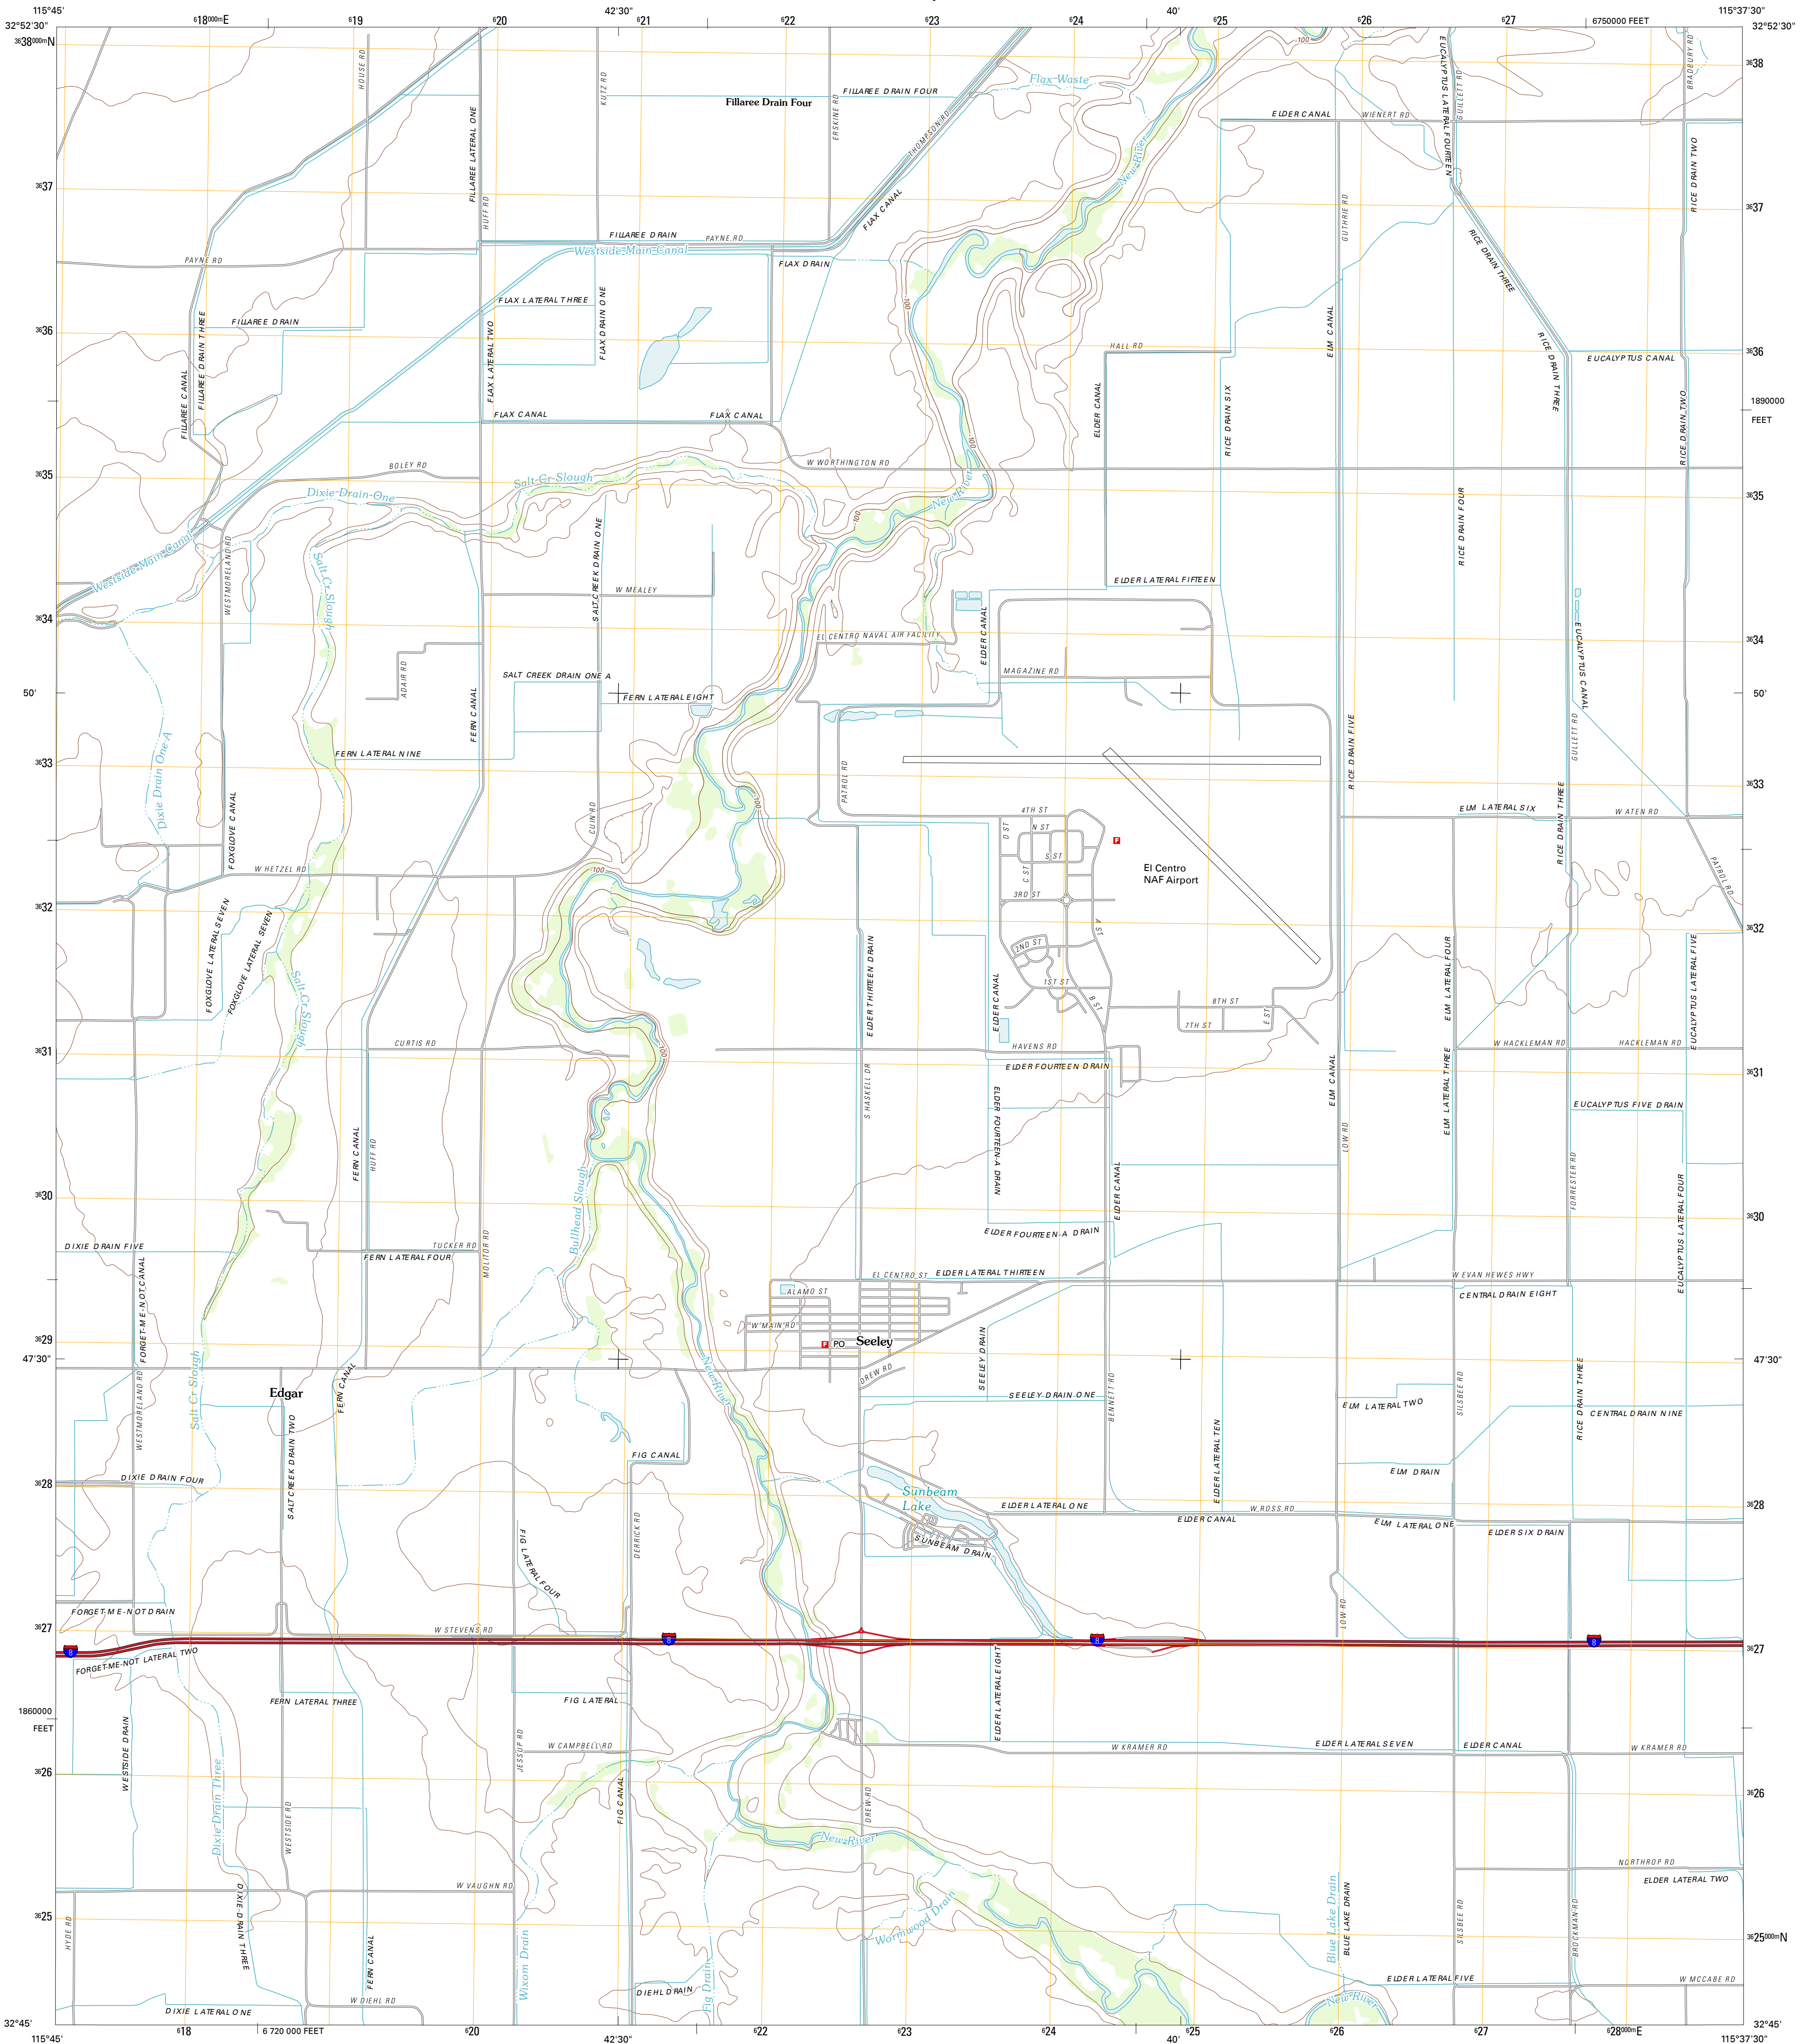 115°45'
⁶18⁰⁰⁰ᵐE
⁶19
⁶20
42'30"
⁶21
⁶22
⁶23
⁶24
40'
⁶25
⁶26
⁶27
6750000 FEET
115°37'30"
32°52'30"
32°52'30"
³⁶38⁰⁰⁰ᵐN
³⁶38
HOUSE RD
KUTZ RD
Flax Waste
EUCALYPTUS LATERAL FOURTEEN
GUILLETT RD
BRADBURY RD
FILLAREE DRAIN FOUR
Fillaree Drain Four
ERSKINE RD
THOMPSON RD
FILLAREE LATERAL ONE
ELDER CANAL
WIENERT RD
New River
RICE DRAIN TWO
³⁶37
³⁶37
HUFF RD
FLAX CANAL
GUTHRIE RD
FILLAREE DRAIN
PAYNE RD
Westside Main Canal
PAYNE RD
FLAX DRAIN
RICE DRAIN THREE
FLAX LATERAL THREE
FLAX DRAIN ONE
100
FILLAREE DRAIN
FILLAREE DRAIN THREE
FLAX LATERAL TWO
ELM CANAL
³⁶36
³⁶36
HALL RD
RICE DRAIN THREE
EUCALYPTUS CANAL
FILLAREE CANAL
ELDER CANAL
RICE DRAIN SIX
RICE DRAIN TWO
1890000
FEET
FLAX CANAL
FLAX CANAL
100
³⁶35
³⁶35
BOLEY RD
W WORTHINGTON RD
Salt Cr Slough
Dixie Drain One
New River
100
RICE DRAIN FOUR
Westside Main Canal
WESTMORELAND RD
Salt Cr Slough
SALT CREEK DRAIN ONE
W MEALEY
ELDER LATERAL FIFTEEN
³⁶34
³⁶34
EL CENTRO NAVAL AIR FACILITY
ELDER CANAL
EUCALYPTUS CANAL
ADAIR RD
SALT CREEK DRAIN ONE A
MAGAZINE RD
50'
50'
FERN LATERAL EIGHT
FERN CANAL
Dixie Drain One A
FERN LATERAL NINE
GULLETT RD
RICE DRAIN FIVE
PATROL RD
³⁶33
³⁶33
FOXGLOVE CANAL
CUIN RD
100
4TH ST
D ST
N ST
S ST
C ST
3RD ST
A ST
2ND ST
1ST ST
B ST
F
El Centro
NAF Airport
ELM LATERAL SIX
W ATEN RD
RICE DRAIN THREE
PATROL RD
W HETZEL RD
100
³⁶32
³⁶32
FOXGLOVE LATERAL SEVEN
FOXGLOVE LATERAL SEVEN
Salt Cr Slough
ELDER THIRTEEN DRAIN
ELDER CANAL
8TH ST
7TH ST
E ST
ELM LATERAL FOUR
EUCALYPTUS LATERAL FIVE
CURTIS RD
100
HAVENS RD
W HACKLEMAN RD
HACKLEMAN RD
³⁶31
³⁶31
ELDER FOURTEEN DRAIN
S HASKELL DR
ELDER FOURTEEN-A DRAIN
ELM CANAL
ELM LATERAL THREE
EUCALYPTUS FIVE DRAIN
FERN CANAL
HUFF RD
LOW RD
³⁶30
³⁶30
Bullhead Slough
ELDER CANAL
FORRESTER RD
EUCALYPTUS LATERAL FOUR
ELDER FOURTEEN-A DRAIN
DIXIE DRAIN FIVE
TUCKER RD
FERN LATERAL FOUR
MOLITOR RD
FORGET-ME-NOT CANAL
EL CENTRO ST
ELDER LATERAL THIRTEEN
W EVAN HEWES HWY
ALAMO ST
CENTRAL DRAIN EIGHT
W MAIN RD
³⁶29
³⁶29
F PO
Seeley
SEELEY DRAIN
47'30"
47'30"
Salt Cr Slough
WESTMORELAND RD
Edgar
FERN CANAL
New River
DREW RD
SEELEY DRAIN ONE
BENNETT RD
ELM LATERAL TWO
SILSBEE RD
RICE DRAIN THREE
CENTRAL DRAIN NINE
SALT CREEK DRAIN TWO
FIG CANAL
ELDER LATERAL TEN
DIXIE DRAIN FOUR
ELM DRAIN
³⁶28
³⁶28
Sunbeam
Lake
ELDER LATERAL ONE
W ROSS RD
ELDER CANAL
ELM LATERAL ONE
ELDER SIX DRAIN
DERRICK RD
FIG LATERAL FOUR
SUNBEAM DRAIN
FORGET-ME-NOT DRAIN
LOW RD
³⁶27
³⁶27
W STEVENS RD
8
8
8
8
FORGET-ME-NOT LATERAL TWO
FERN LATERAL THREE
FIG LATERAL
ELDER LATERAL EIGHT
1860000
FEET
WESTSIDE DRAIN
JESSUP RD
W CAMPBELL RD
W KRAMER RD
ELDER LATERAL SEVEN
ELDER CANAL
W KRAMER RD
³⁶26
³⁶26
Dixie Drain Three
WESTSIDE RD
FIG CANAL
DREW RD
New River
NORTHROP RD
ELDER LATERAL TWO
W VAUGHN RD
DIXIE DRAIN THREE
HYDE RD
FERN CANAL
Wixom Drain
Fig Drain
Wormwood Drain
Blue Lake Drain
BLUE LAKE DRAIN
SILSBEE RD
BROCKMAN RD
³⁶25
³⁶25⁰⁰⁰ᵐN
DIEHL DRAIN
ELDER LATERAL FIVE
W MCCABE RD
W DIEHL RD
DIXIE LATERAL ONE
New River
32°45'
32°45'
115°45'
⁶18
6 720 000 FEET
⁶20
42'30"
⁶22
⁶23
⁶24
40'
⁶25
⁶26
⁶27
⁶28⁰⁰⁰ᵐE
115°37'30"